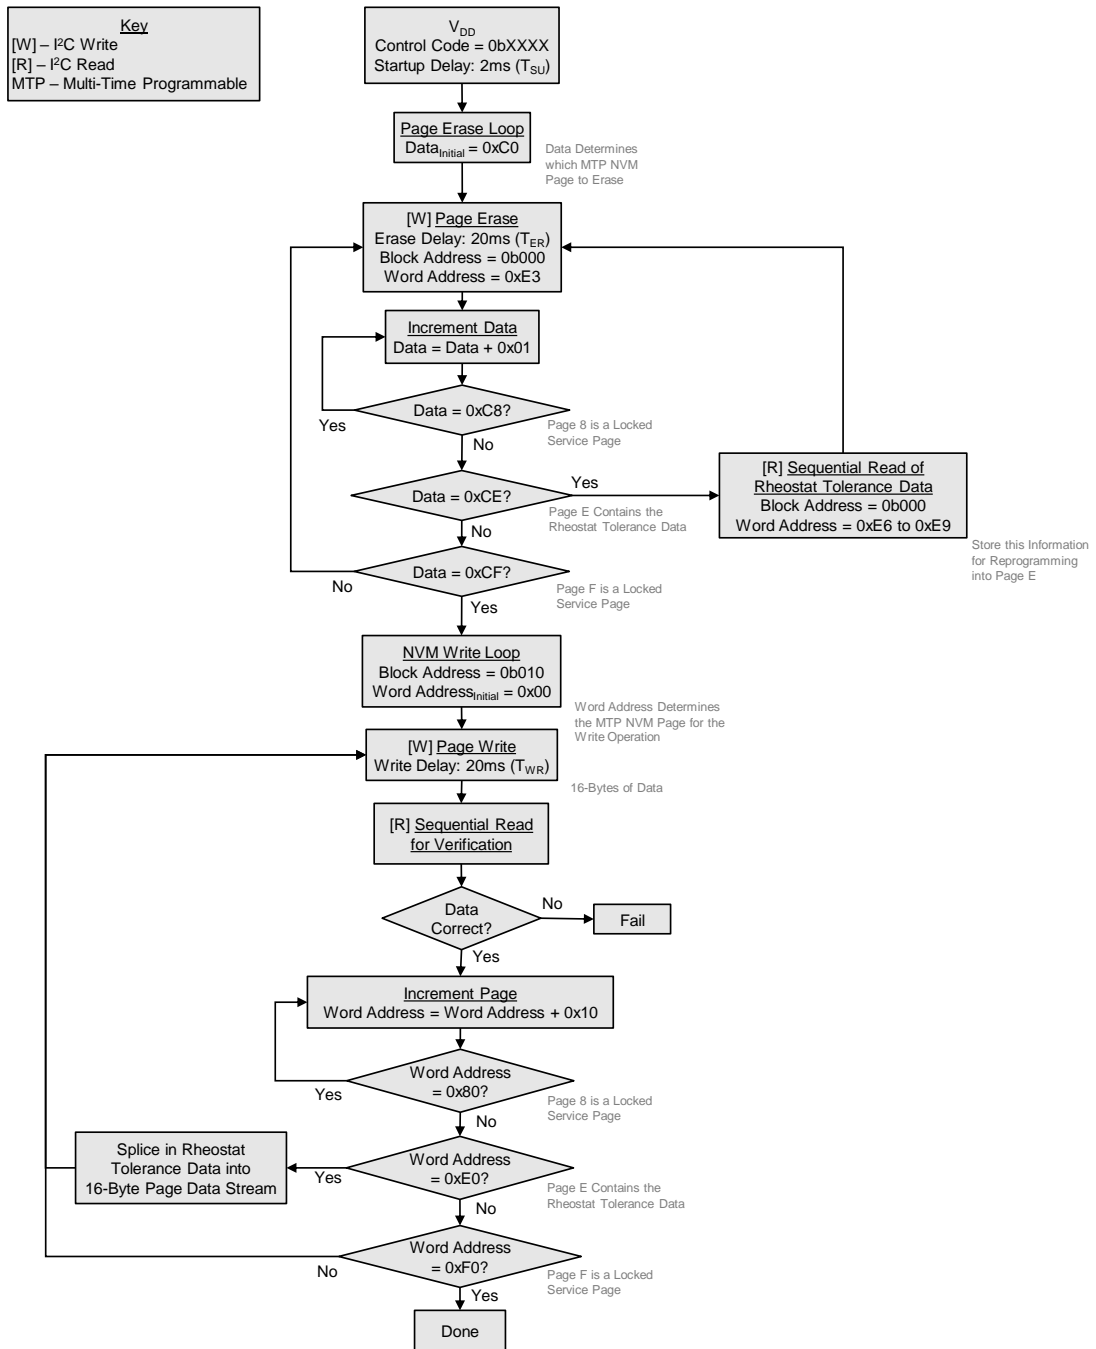 Key
[W] – I²C Write
[R] – I²C Read
MTP – Multi-Time Programmable
V_DD
Control Code = 0bXXXX
Startup Delay: 2ms (T_SU)
Page Erase Loop
Data_Initial = 0xC0
Data Determines
which MTP NVM
Page to Erase
[W] Page Erase
Erase Delay: 20ms (T_ER)
Block Address = 0b000
Word Address = 0xE3
Increment Data
Data = Data + 0x01
Data = 0xC8?
Yes
Page 8 is a Locked
Service Page
No
Data = 0xCE?
Yes
Page E Contains the
Rheostat Tolerance Data
[R] Sequential Read of
Rheostat Tolerance Data
Block Address = 0b000
Word Address = 0xE6 to 0xE9
Store this Information
for Reprogramming
into Page E
No
Data = 0xCF?
No
Page F is a Locked
Service Page
Yes
NVM Write Loop
Block Address = 0b010
Word Address_Initial = 0x00
Word Address Determines
the MTP NVM Page for the
Write Operation
[W] Page Write
Write Delay: 20ms (T_WR)
16-Bytes of Data
[R] Sequential Read
for Verification
Data
Correct?
No
Fail
Yes
Increment Page
Word Address = Word Address + 0x10
Word Address
= 0x80?
Yes
Page 8 is a Locked
Service Page
No
Word Address
= 0xE0?
Yes
Splice in Rheostat
Tolerance Data into
16-Byte Page Data Stream
Page E Contains the
Rheostat Tolerance Data
No
Word Address
= 0xF0?
No
Page F is a Locked
Service Page
Yes
Done